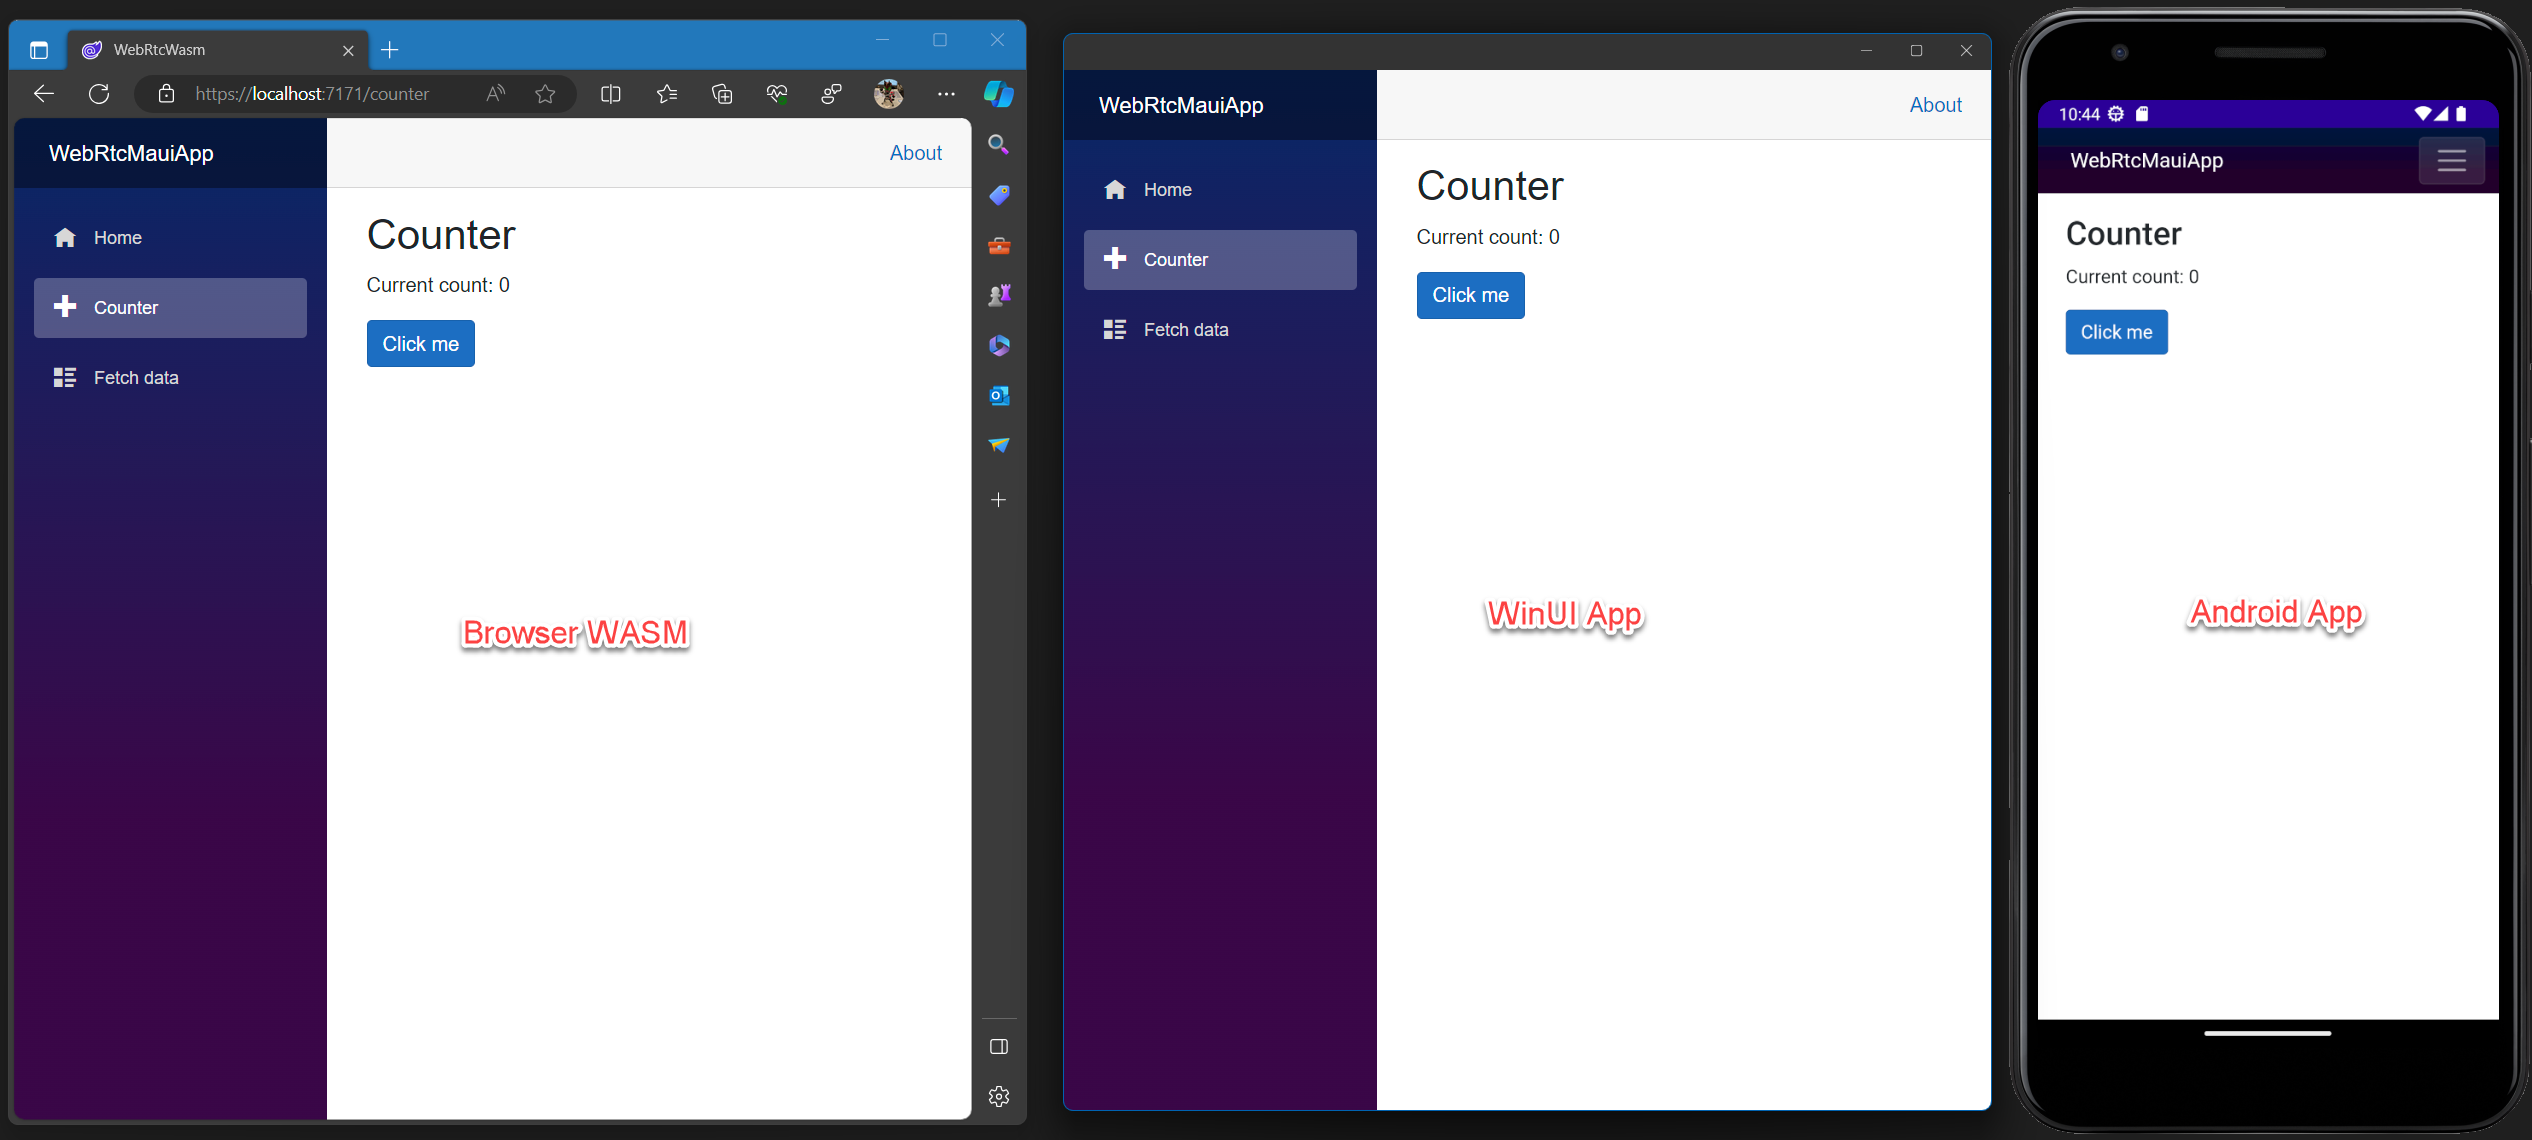 WebRtcWasm
https://localhost:7171/counter
WebRtcMauiApp
About
Home
Counter
Fetch data
Counter
Current count: 0
Click me
Browser WASM
WebRtcMauiApp
About
Home
Counter
Fetch data
Counter
Current count: 0
Click me
WinUI App
10:44
WebRtcMauiApp
Counter
Current count: 0
Click me
Android App